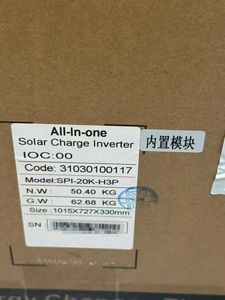 All-In-one
Solar Charge Inverter
内置模块
IOC:00
Code: 31030100117
Model:SPI-20K-H3P
N.W : 50.40 KG
G.W : 62.68 KG
Size :1015X727X330mm
SN :